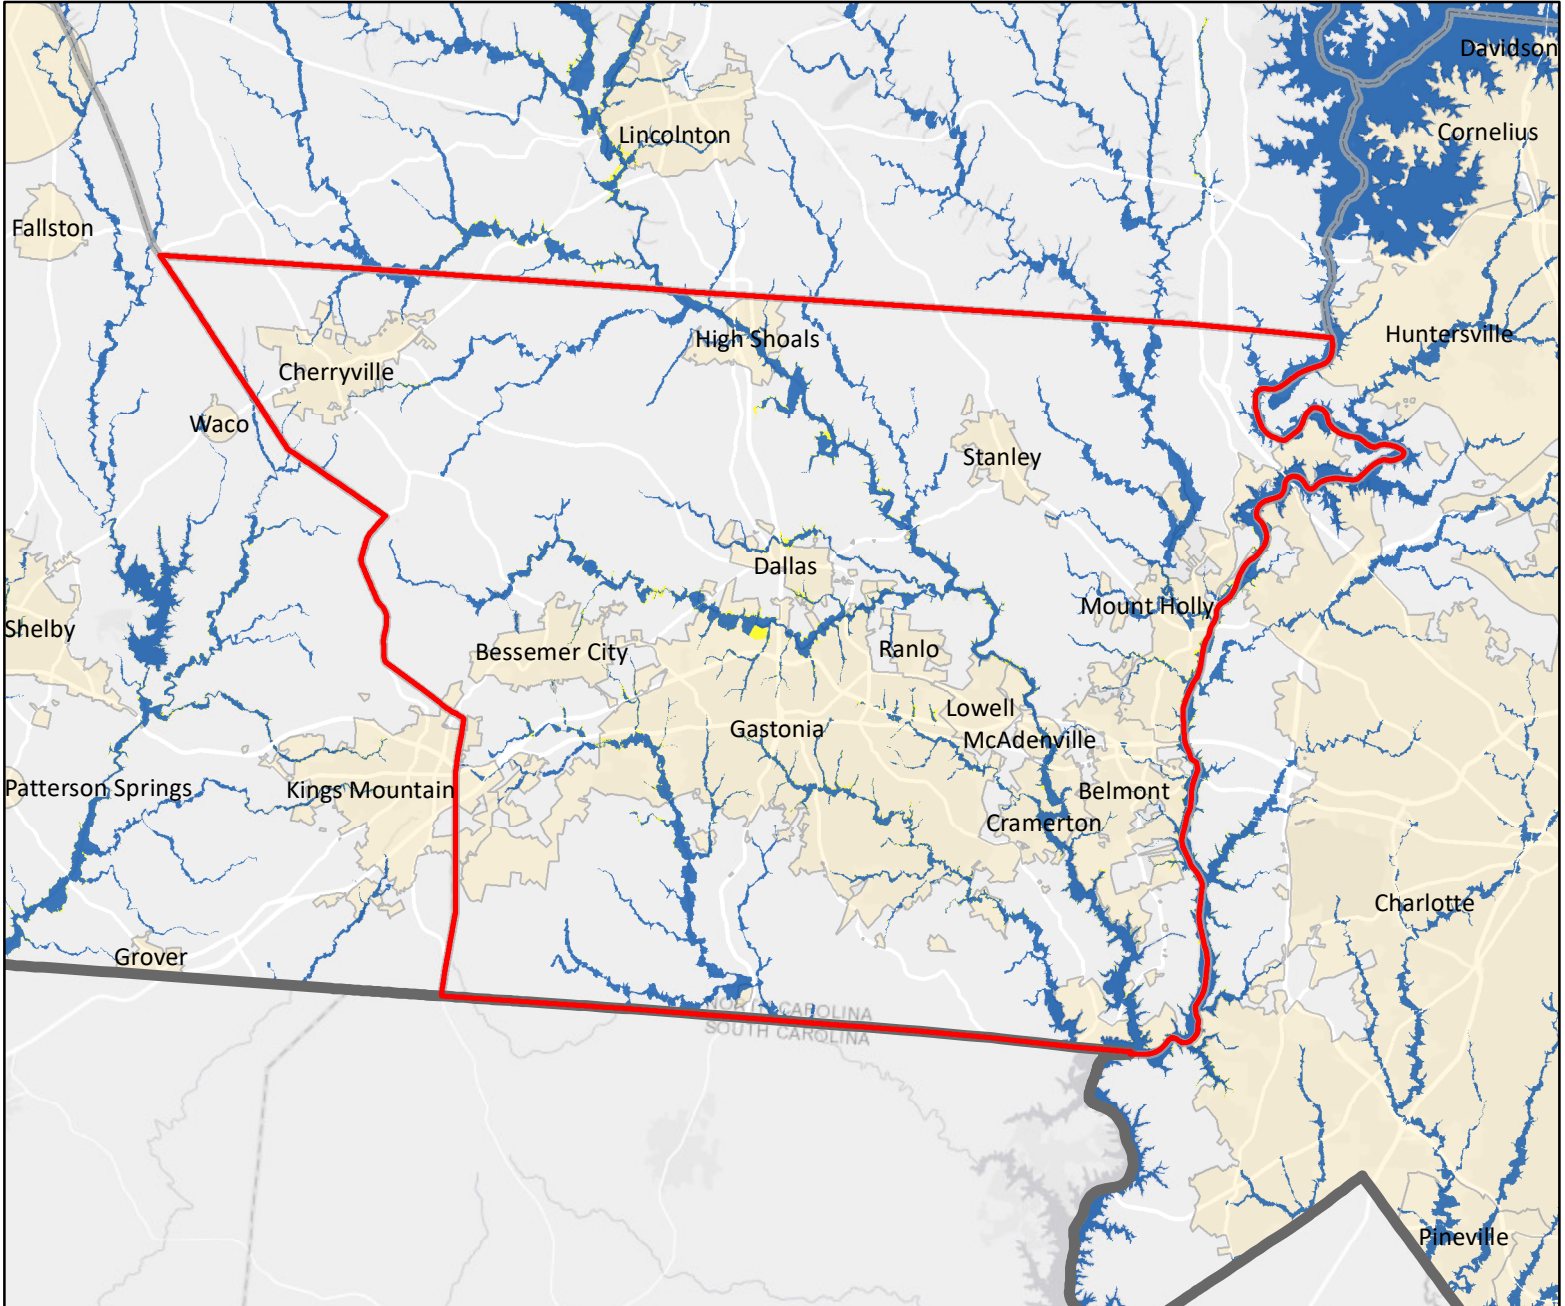 Davidson
Cornelius
Lincolnton
Fallston
Huntersville
High Shoals
Cherryville
Waco
Stanley
Dallas
Mount Holly
Shelby
Ranlo
Bessemer City
Lowell
Gastonia
McAdenville
Patterson Springs
Kings Mountain
Belmont
Cramerton
Charlotte
Grover
NORTH CAROLINA
SOUTH CAROLINA
Pineville